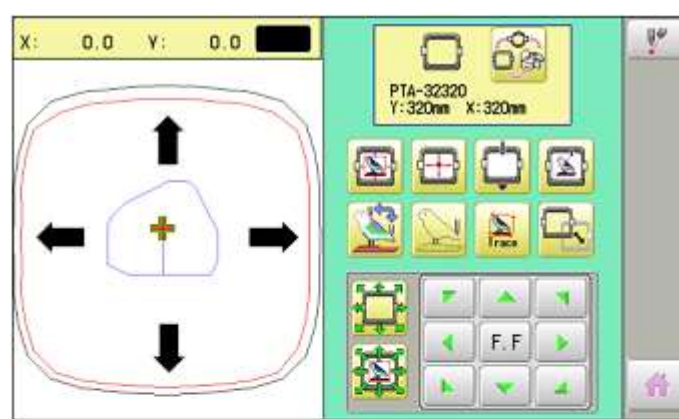 X: 0.0 Y: 0.0
PTA-32320
Y:320mm X:320mm
Trace
F.F